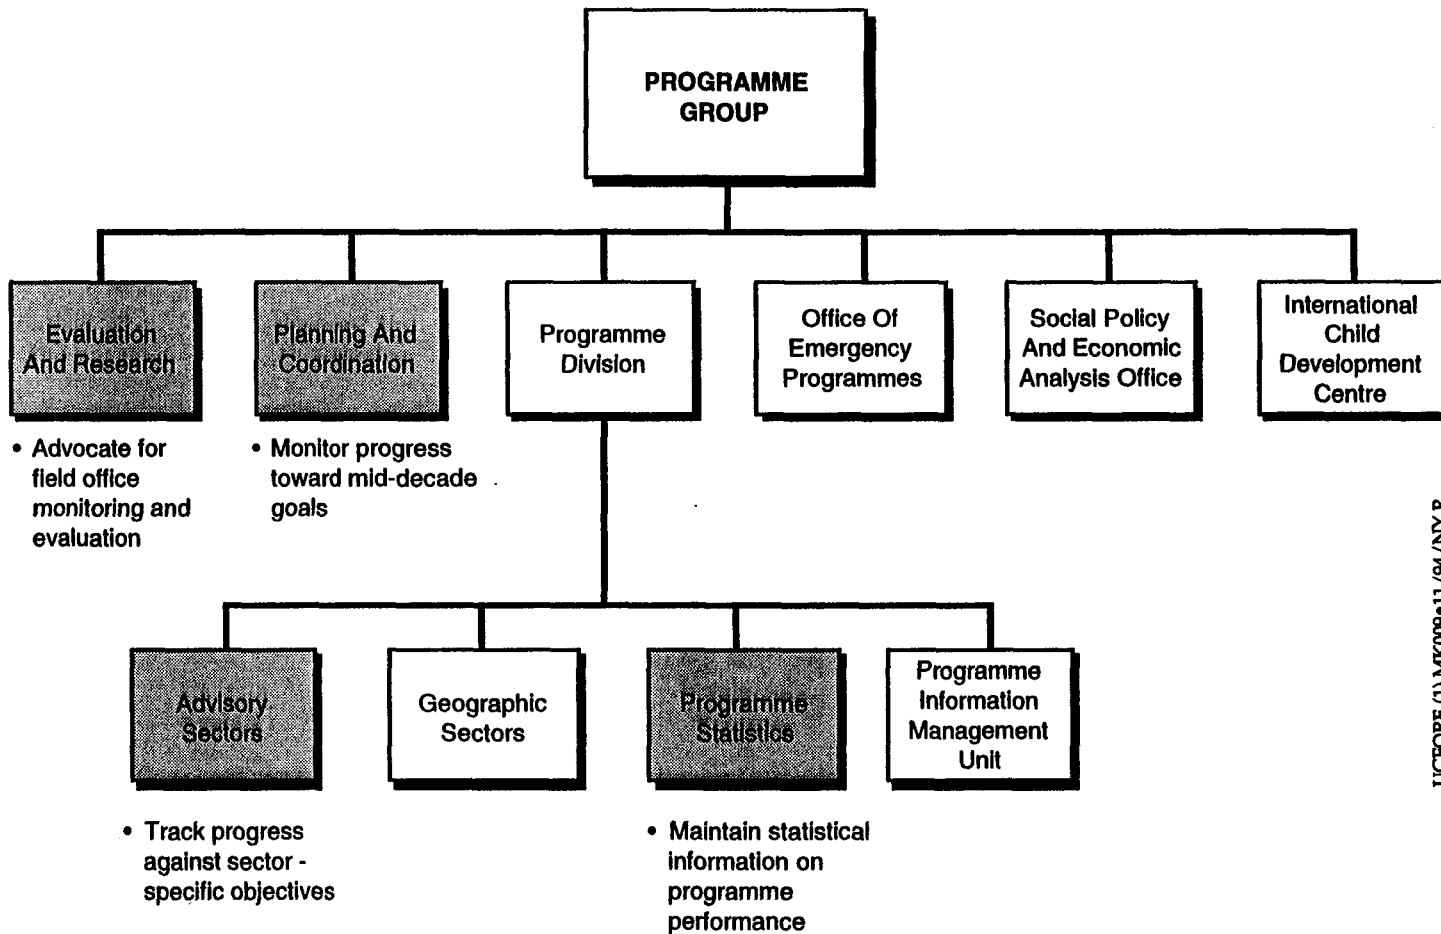 PROGRAMME
GROUP
Evaluation
And Research
Planning And
Coordination
Programme
Division
Office Of
Emergency
Programmes
Social Policy
And Economic
Analysis Office
International
Child
Development
Centre
• Advocate for
field office
monitoring and
evaluation
• Monitor progress
toward mid-decade
goals
Advisory
Sectors
Geographic
Sectors
Programme
Statistics
Programme
Information
Management
Unit
• Track progress
against sector -
specific objectives
• Maintain statistical
information on
programme
performance